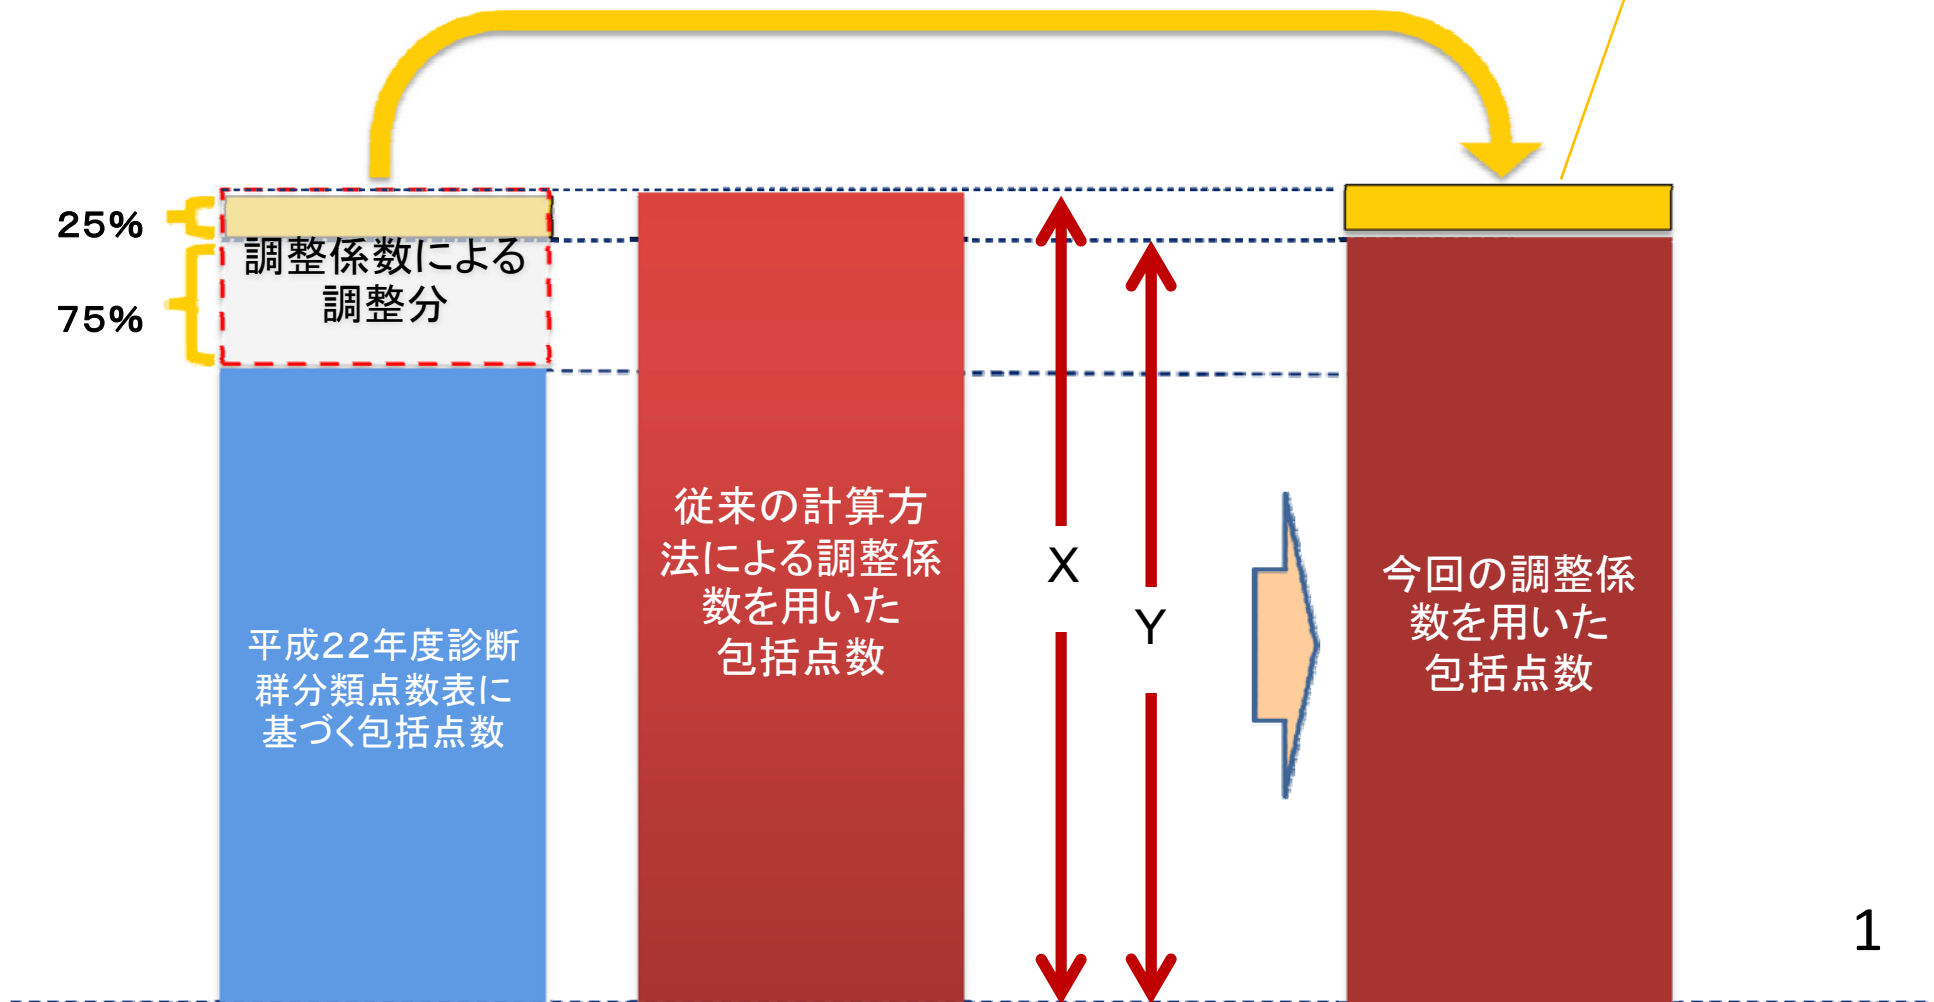 25%
75%
調整係数による
調整分
平成22年度診断
群分類点数表に
基づく包括点数
従来の計算方
法による調整係
数を用いた
包括点数
X
Y
今回の調整係
数を用いた
包括点数
1